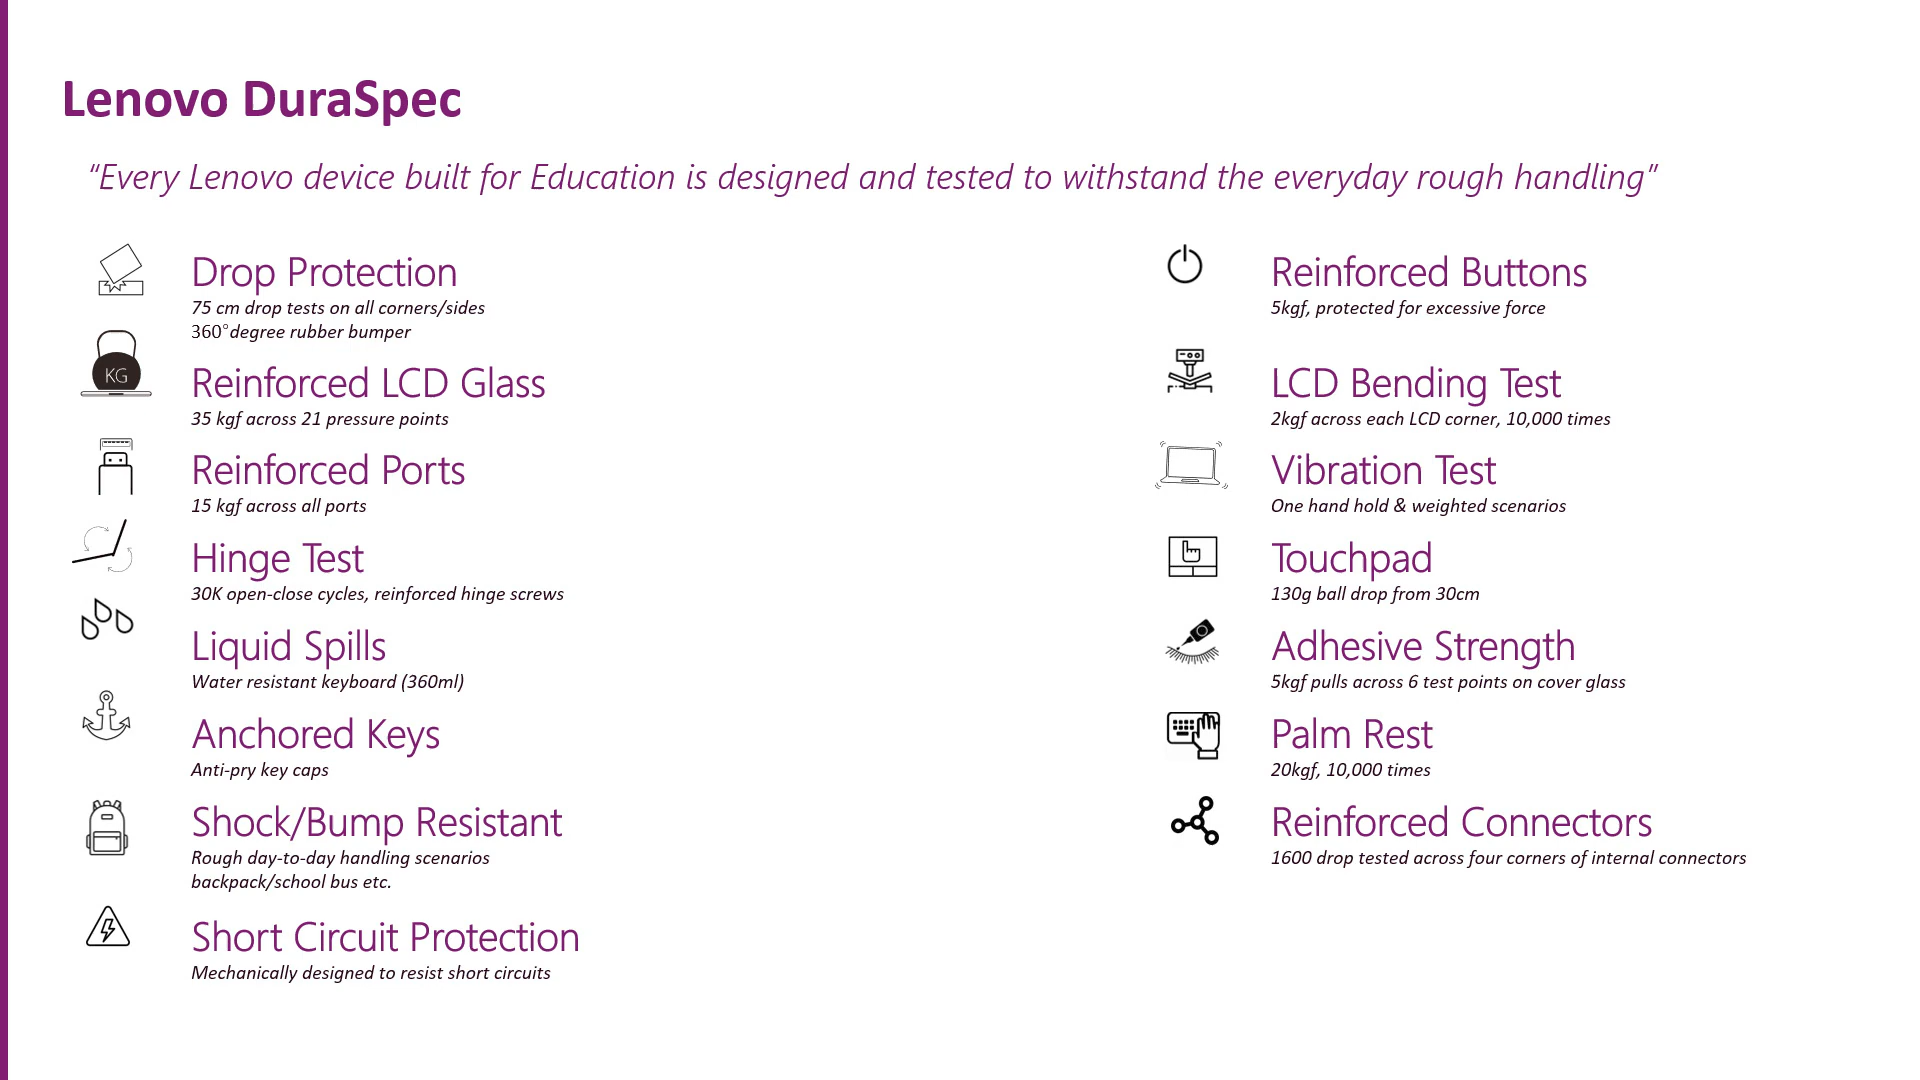 Lenovo DuraSpec
“Every Lenovo device built for Education is designed and tested to withstand the everyday rough handling”
Drop Protection
75 cm drop tests on all corners/sides
360°degree rubber bumper
KG
Reinforced LCD Glass
35 kgf across 21 pressure points
Reinforced Ports
15 kgf across all ports
Hinge Test
30K open-close cycles, reinforced hinge screws
Liquid Spills
Water resistant keyboard (360ml)
Anchored Keys
Anti-pry key caps
Shock/Bump Resistant
Rough day-to-day handling scenarios
backpack/school bus etc.
Short Circuit Protection
Mechanically designed to resist short circuits
Reinforced Buttons
5kgf, protected for excessive force
LCD Bending Test
2kgf across each LCD corner, 10,000 times
Vibration Test
One hand hold & weighted scenarios
Touchpad
130g ball drop from 30cm
Adhesive Strength
5kgf pulls across 6 test points on cover glass
Palm Rest
20kgf, 10,000 times
Reinforced Connectors
1600 drop tested across four corners of internal connectors